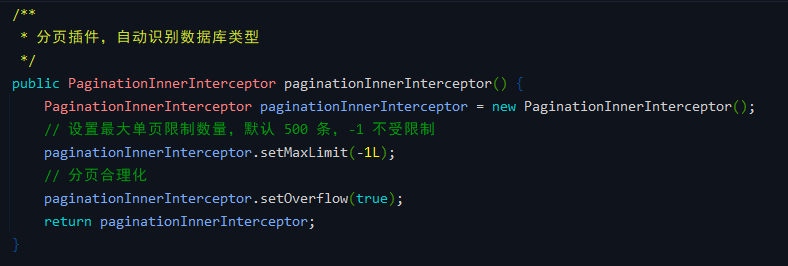 /**
 * 分页插件，自动识别数据库类型
 */
public PaginationInnerInterceptor paginationInnerInterceptor() {
    PaginationInnerInterceptor paginationInnerInterceptor = new PaginationInnerInterceptor();
    // 设置最大单页限制数量，默认 500 条，-1 不受限制
    paginationInnerInterceptor.setMaxLimit(-1L);
    // 分页合理化
    paginationInnerInterceptor.setOverflow(true);
    return paginationInnerInterceptor;
}